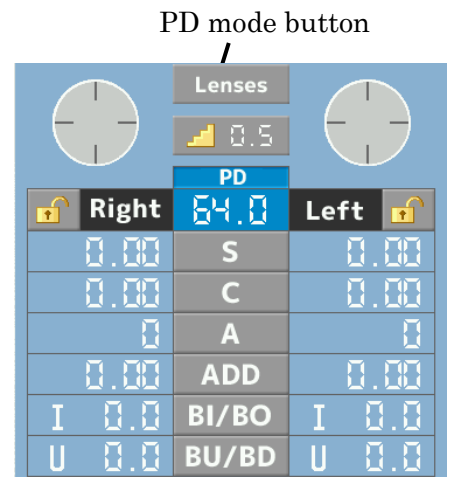 PD mode button
Lenses
0.5
PD
Right 64.0 Left
0.00 S 0.00
0.00 C 0.00
0 A 0
0.00 ADD 0.00
I 0.0 BI/BO I 0.0
U 0.0 BU/BD U 0.0